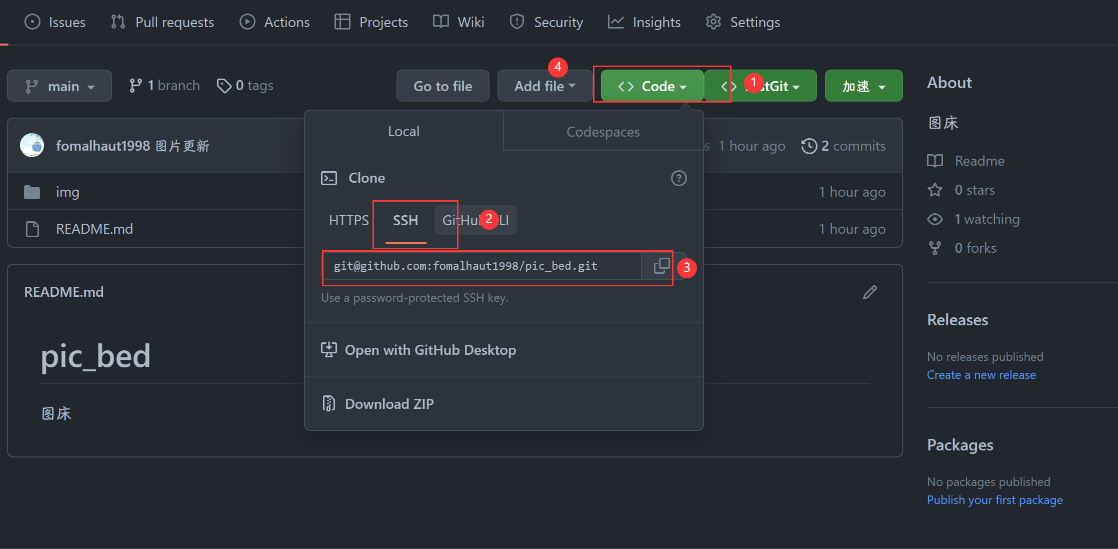 Issues Pull requests Actions Projects Wiki Security Insights Settings
4
main 1 branch 0 tags Go to file Add file Code 1 tGit 加速
About
图床
Local Codespaces
fomalhaut1998 图片更新 6 1 hour ago 2 commits
Readme
Clone
img 1 hour ago
0 stars
HTTPS SSH 2 GitHu LI
README.md 1 hour ago
1 watching
0 forks
git@github.com:fomalhaut1998/pic_bed.git 3
README.md
Use a password-protected SSH key.
Releases
Open with GitHub Desktop
No releases published
pic_bed
Create a new release
Download ZIP
图床
Packages
No packages published
Publish your first package